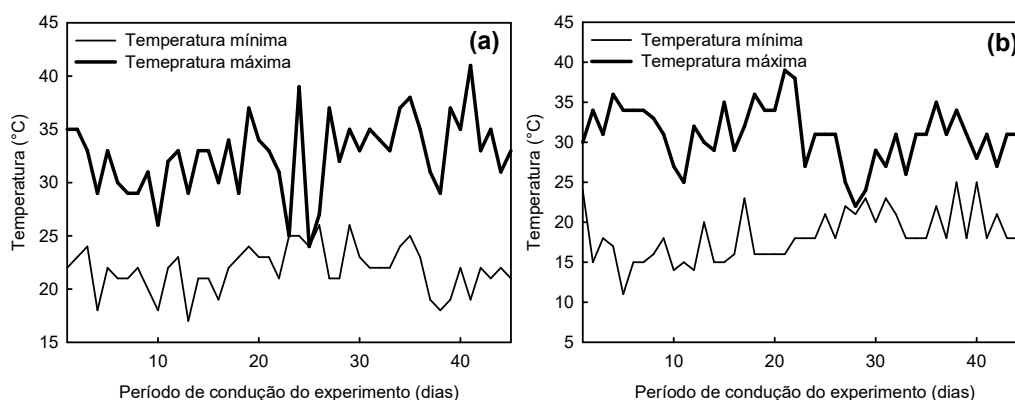 45
40
35
30
25
20
15
Temperatura (°C)
Temperatura mínima
Temepratura máxima
(a)
10 20 30 40
Período de condução do experimento (dias)
45
40
35
30
25
20
15
10
5
Temperatura (°C)
Temperatura mínima
Temepratura máxima
(b)
10 20 30 40
Período de condução do experimento (dias)